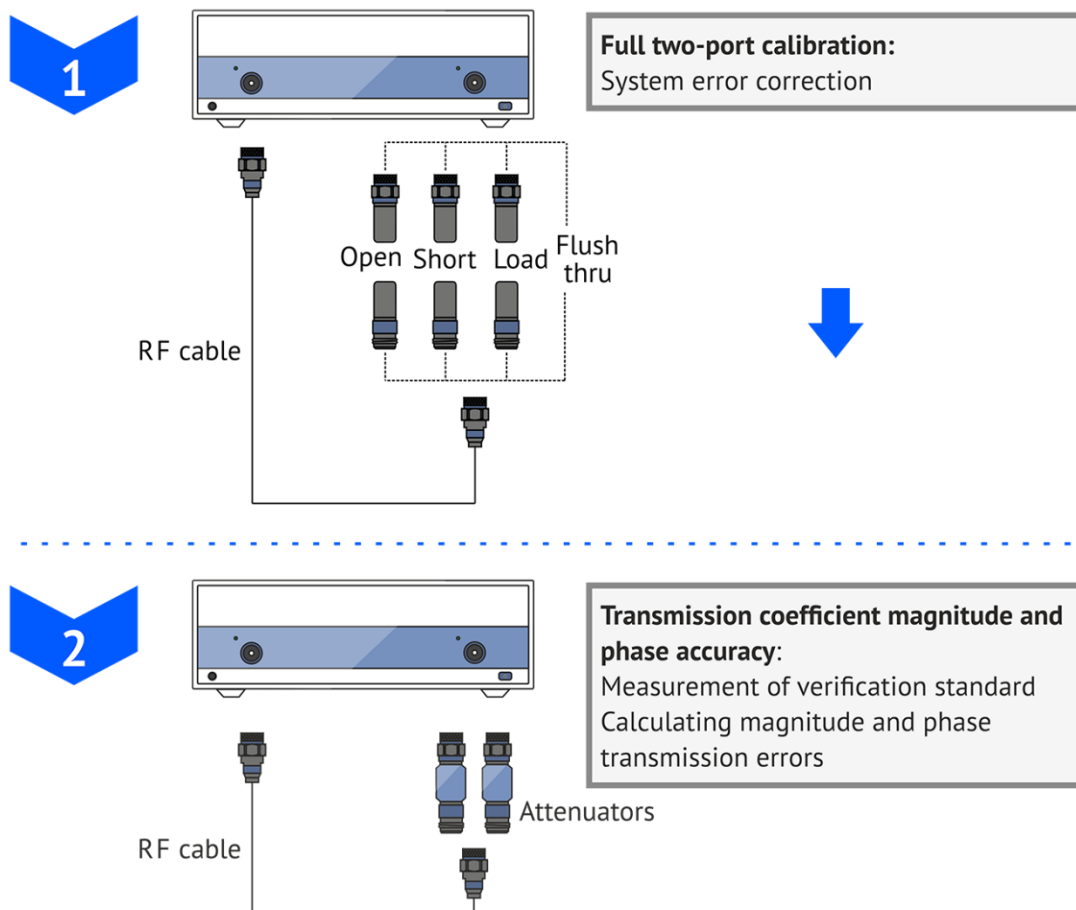 1
Full two-port calibration:
System error correction
Open
Short
Load
Flush
thru
RF cable
2
Transmission coefficient magnitude and
phase accuracy:
Measurement of verification standard
Calculating magnitude and phase
transmission errors
Attenuators
RF cable